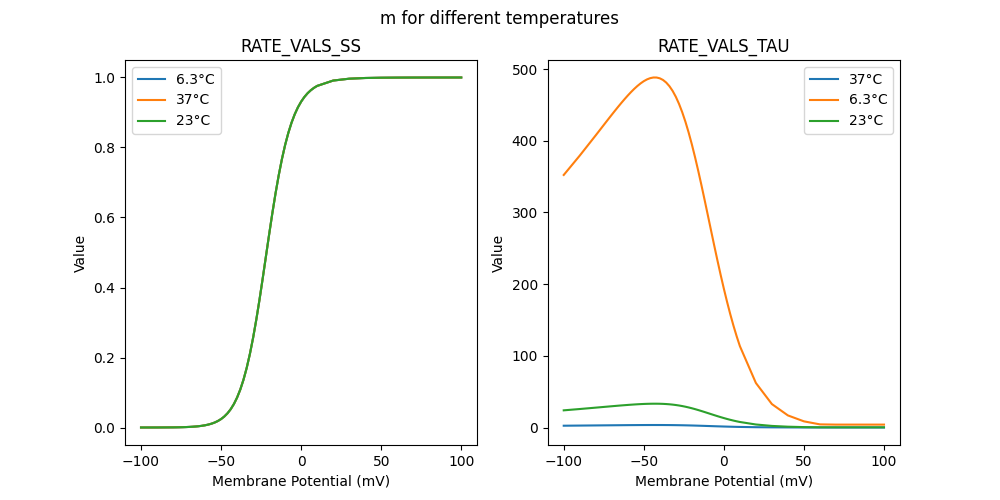 m for different temperatures
RATE_VALS_SS
1.0
0.8
0.6
0.4
0.2
0.0
−100
−50
0
50
100
Value
Membrane Potential (mV)
6.3°C
37°C
23°C
RATE_VALS_TAU
500
400
300
200
100
0
−100
−50
0
50
100
Value
Membrane Potential (mV)
37°C
6.3°C
23°C